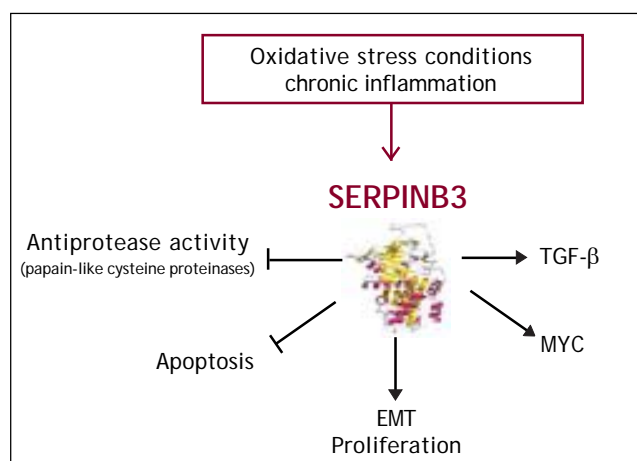 Oxidative stress conditions
chronic inflammation
SERPINB3
Antiprotease activity
(papain-like cysteine proteinases)
TGF-β
Apoptosis
MYC
EMT
Proliferation